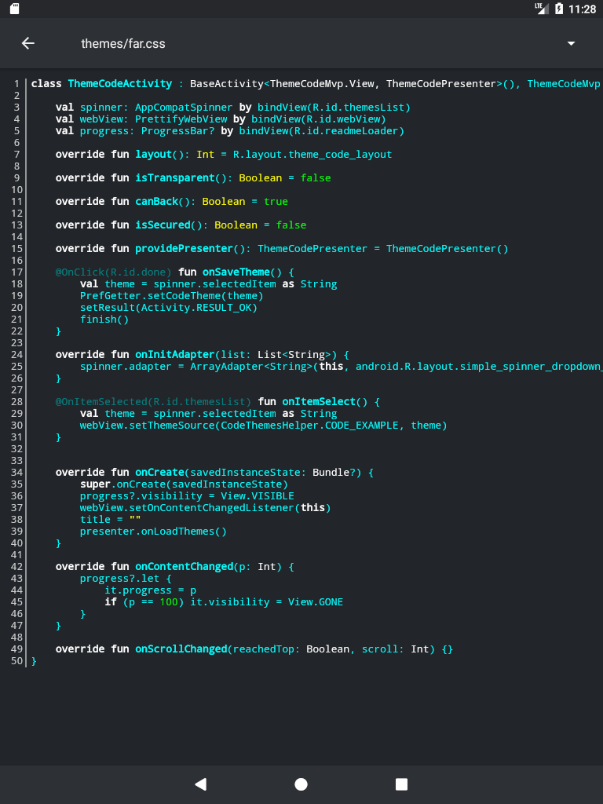 LTE 11:28
themes/far.css
1 class ThemeCodeActivity : BaseActivity<ThemeCodeMvp.View, ThemeCodePresenter>(), ThemeCodeMvp
2
3 val spinner: AppCompatSpinner by bindView(R.id.themesList)
4 val webView: PrettifyWebView by bindView(R.id.webView)
5 val progress: ProgressBar? by bindView(R.id.readmeLoader)
6
7 override fun layout(): Int = R.layout.theme_code_layout
8
9 override fun isTransparent(): Boolean = false
10
11 override fun canBack(): Boolean = true
12
13 override fun isSecured(): Boolean = false
14
15 override fun providePresenter(): ThemeCodePresenter = ThemeCodePresenter()
16
17 @OnClick(R.id.done) fun onSaveTheme() {
18 val theme = spinner.selectedItem as String
19 PrefGetter.setCodeTheme(theme)
20 setResult(Activity.RESULT_OK)
21 finish()
22 }
23
24 override fun onInitAdapter(list: List<String>) {
25 spinner.adapter = ArrayAdapter<String>(this, android.R.layout.simple_spinner_dropdown_
26 }
27
28 @OnItemSelected(R.id.themesList) fun onItemSelect() {
29 val theme = spinner.selectedItem as String
30 webView.setThemeSource(CodeThemesHelper.CODE_EXAMPLE, theme)
31 }
32
33
34 override fun onCreate(savedInstanceState: Bundle?) {
35 super.onCreate(savedInstanceState)
36 progress?.visibility = View.VISIBLE
37 webView.setOnContentChangedListener(this)
38 title = ""
39 presenter.onLoadThemes()
40 }
41
42 override fun onContentChanged(p: Int) {
43 progress?.let {
44 it.progress = p
45 if (p == 100) it.visibility = View.GONE
46 }
47 }
48
49 override fun onScrollChanged(reachedTop: Boolean, scroll: Int) {}
50 }